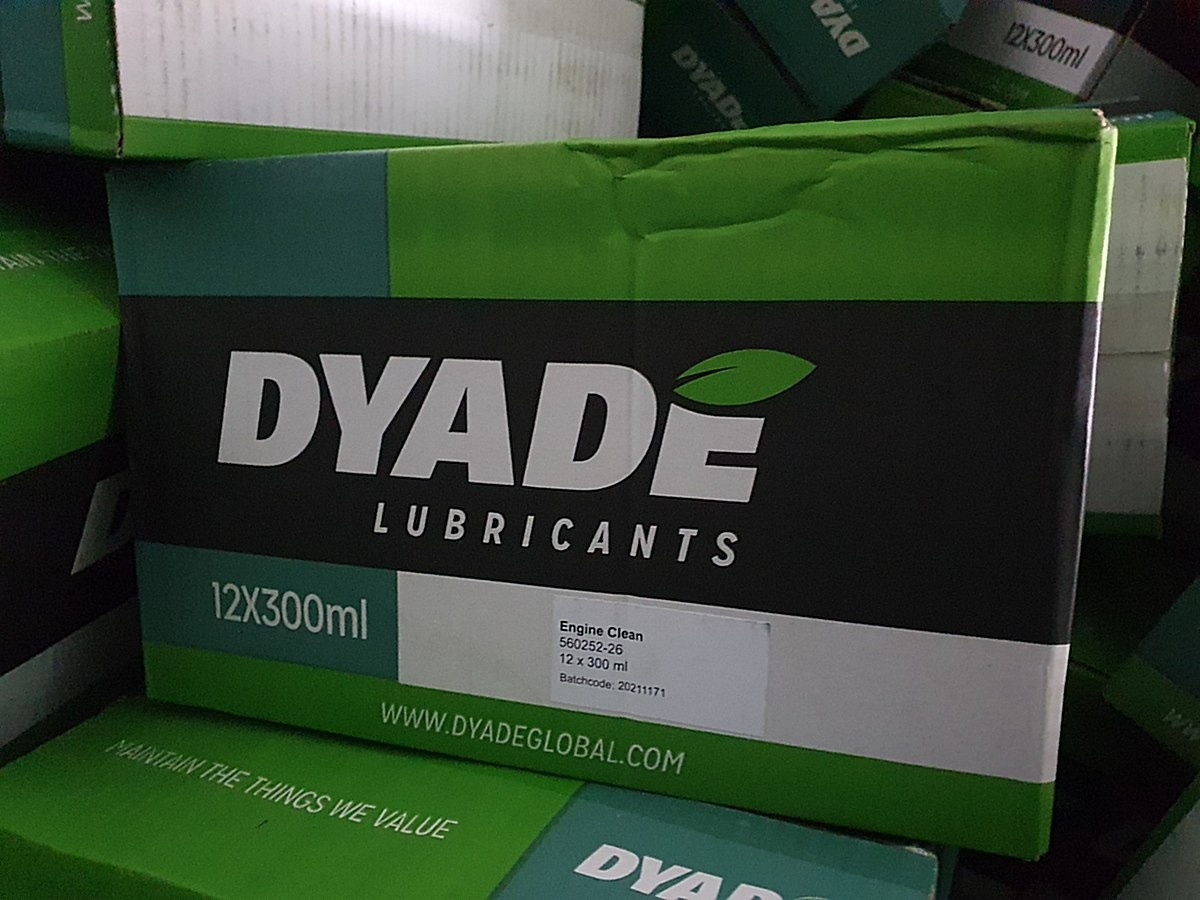 DYADE
DYA
12X300ml
DYADE
LUBRICANTS
12X300ml
Engine Clean
560252-26
12 x 300 ml
Batchcode: 20211171
WWW.DYADEGLOBAL.COM
MAINTAIN THE THINGS WE VALUE
DYADE